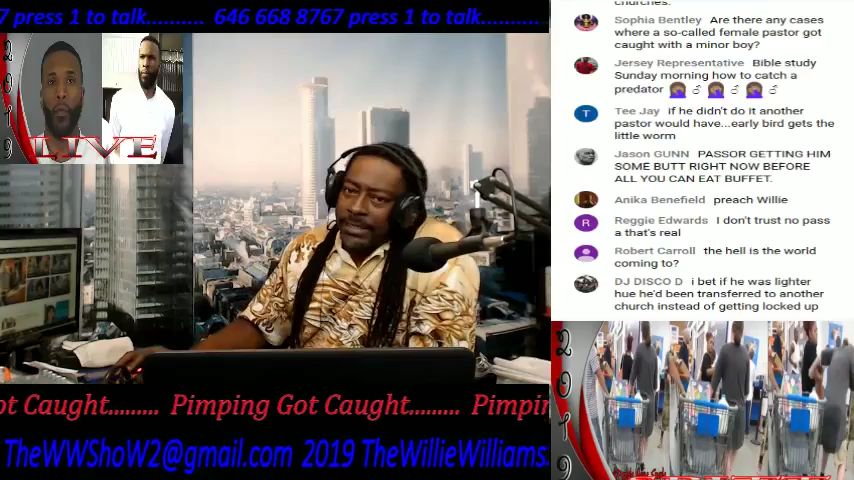 7 press 1 to talk.......... 646 668 8767 press 1 to talk..........
2019
LIVE
ot Caught......... Pimping Got Caught......... Pimpin
TheWWShoW2@gmail.com 2019 TheWillieWilliams.
churches.
Sophia Bentley Are there any cases
where a so-called female pastor got
caught with a minor boy?
Jersey Representative Bible study
Sunday morning how to catch a
predator 🤦🏾♂ 🤦🏾♂ 🤦🏾♂
T
Tee Jay if he didn't do it another
pastor would have...early bird gets the
little worm
Jason GUNN PASSOR GETTING HIM
SOME BUTT RIGHT NOW BEFORE
ALL YOU CAN EAT BUFFET.
Anika Benefield preach Willie
R
Reggie Edwards I don't trust no pass
a that's real
Robert Carroll the hell is the world
coming to?
DJ DISCO D i bet if he was lighter
hue he'd been transferred to another
church instead of getting locked up
2019